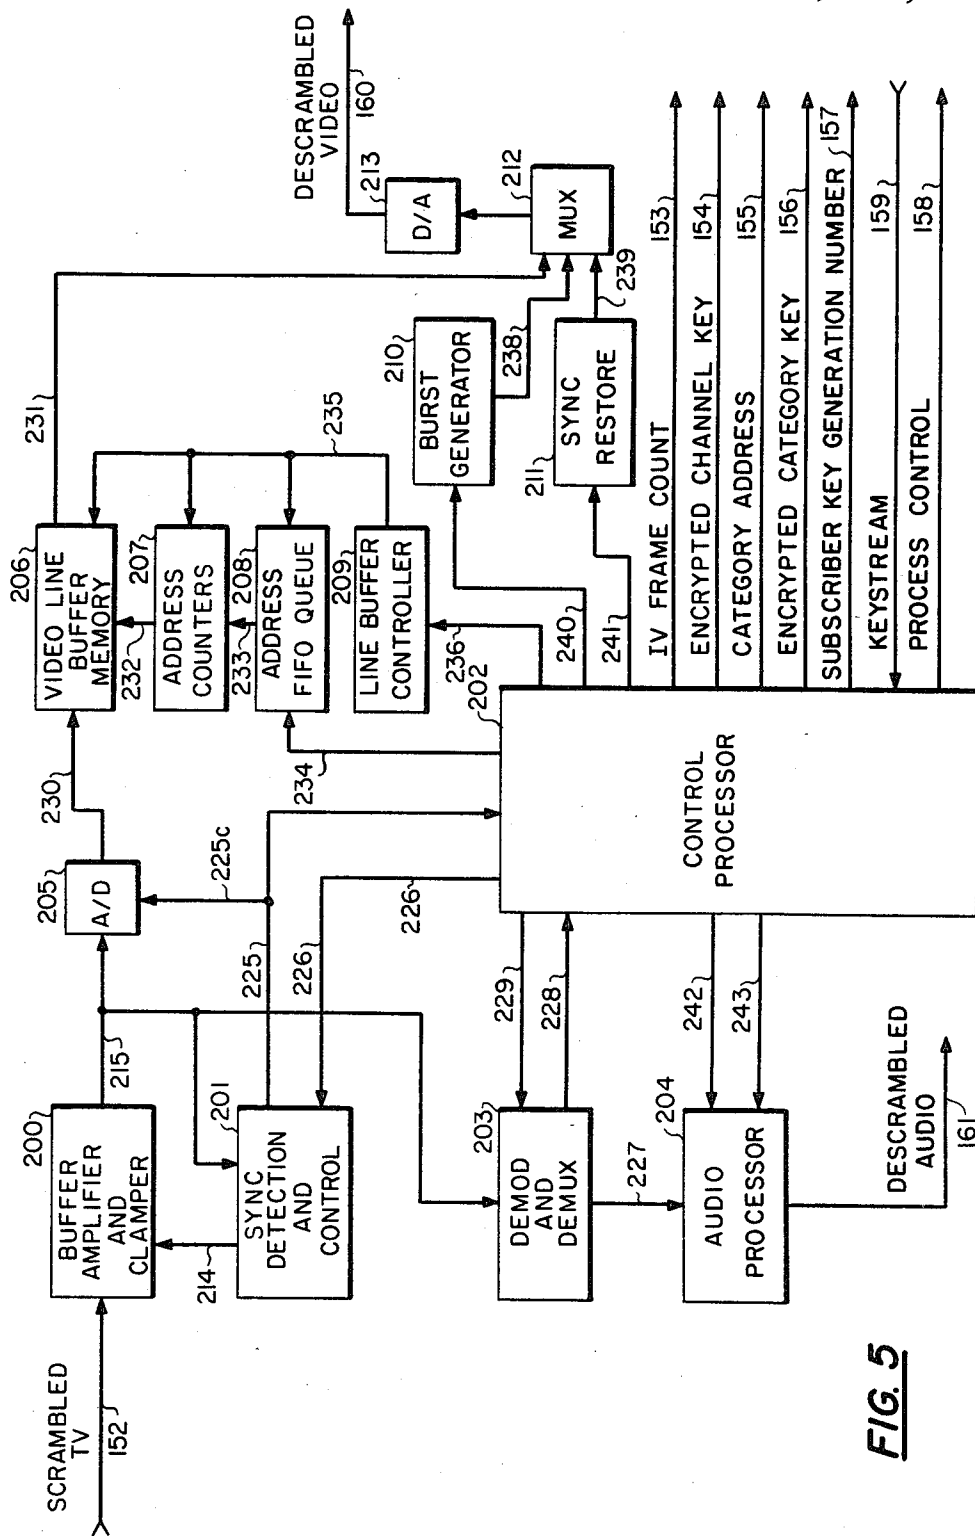 SCRAMBLED
TV
152
200
BUFFER
AMPLIFIER
AND
CLAMPER
215
214
201
SYNC
DETECTION
AND
CONTROL
225
226
226
225c
205
A/D
230
206
VIDEO LINE
BUFFER
MEMORY
231
232
207
ADDRESS
COUNTERS
233
208
ADDRESS
FIFO QUEUE
235
209
LINE BUFFER
CONTROLLER
234
236
210
BURST
GENERATOR
238
211
SYNC
RESTORE
239
240
241
212
MUX
213
D/A
DESCRAMBLED
VIDEO
160
202
CONTROL
PROCESSOR
203
DEMOD
AND
DEMUX
229
228
227
204
AUDIO
PROCESSOR
242
243
DESCRAMBLED
AUDIO
161
IV FRAME COUNT
153
ENCRYPTED CHANNEL KEY
154
CATEGORY ADDRESS
155
ENCRYPTED CATEGORY KEY
156
SUBSCRIBER KEY GENERATION NUMBER
157
KEYSTREAM
159
PROCESS CONTROL
158
FIG. 5